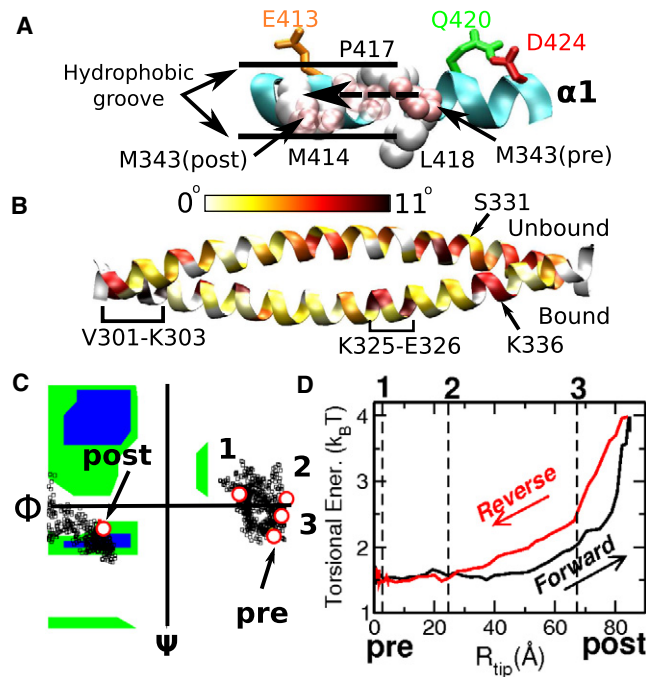 A
E413
Q420
P417
D424
Hydrophobic
groove
α1
M343(post)
M414
L418
M343(pre)
B
0°
11°
S331
Unbound
Bound
V301-K303
K325-E326
K336
C
post
1
2
Φ
3
pre
Ψ
D
1 2 3
Torsional Ener. (kBT)
4
3
2
1
Reverse
Forward
0 20 40 60 80
pre
post
Rtip(Å)